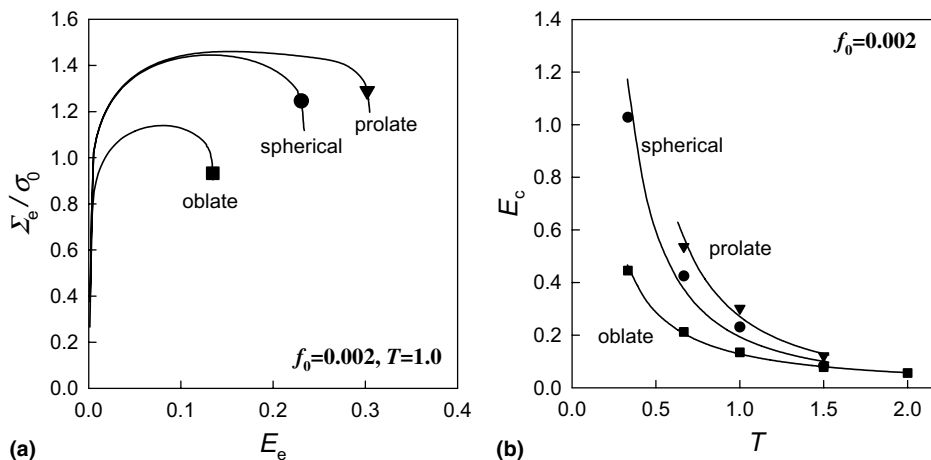 1.6
1.4
1.2
1.0
0.8
0.6
0.4
0.2
0.0
Σe/σ0
spherical
prolate
oblate
f0=0.002, T=1.0
0.0 0.1 0.2 0.3 0.4
(a)
Ee
f0=0.002
1.4
1.2
1.0
0.8
0.6
0.4
0.2
0.0
Ec
spherical
prolate
oblate
0.0 0.5 1.0 1.5 2.0
(b)
T